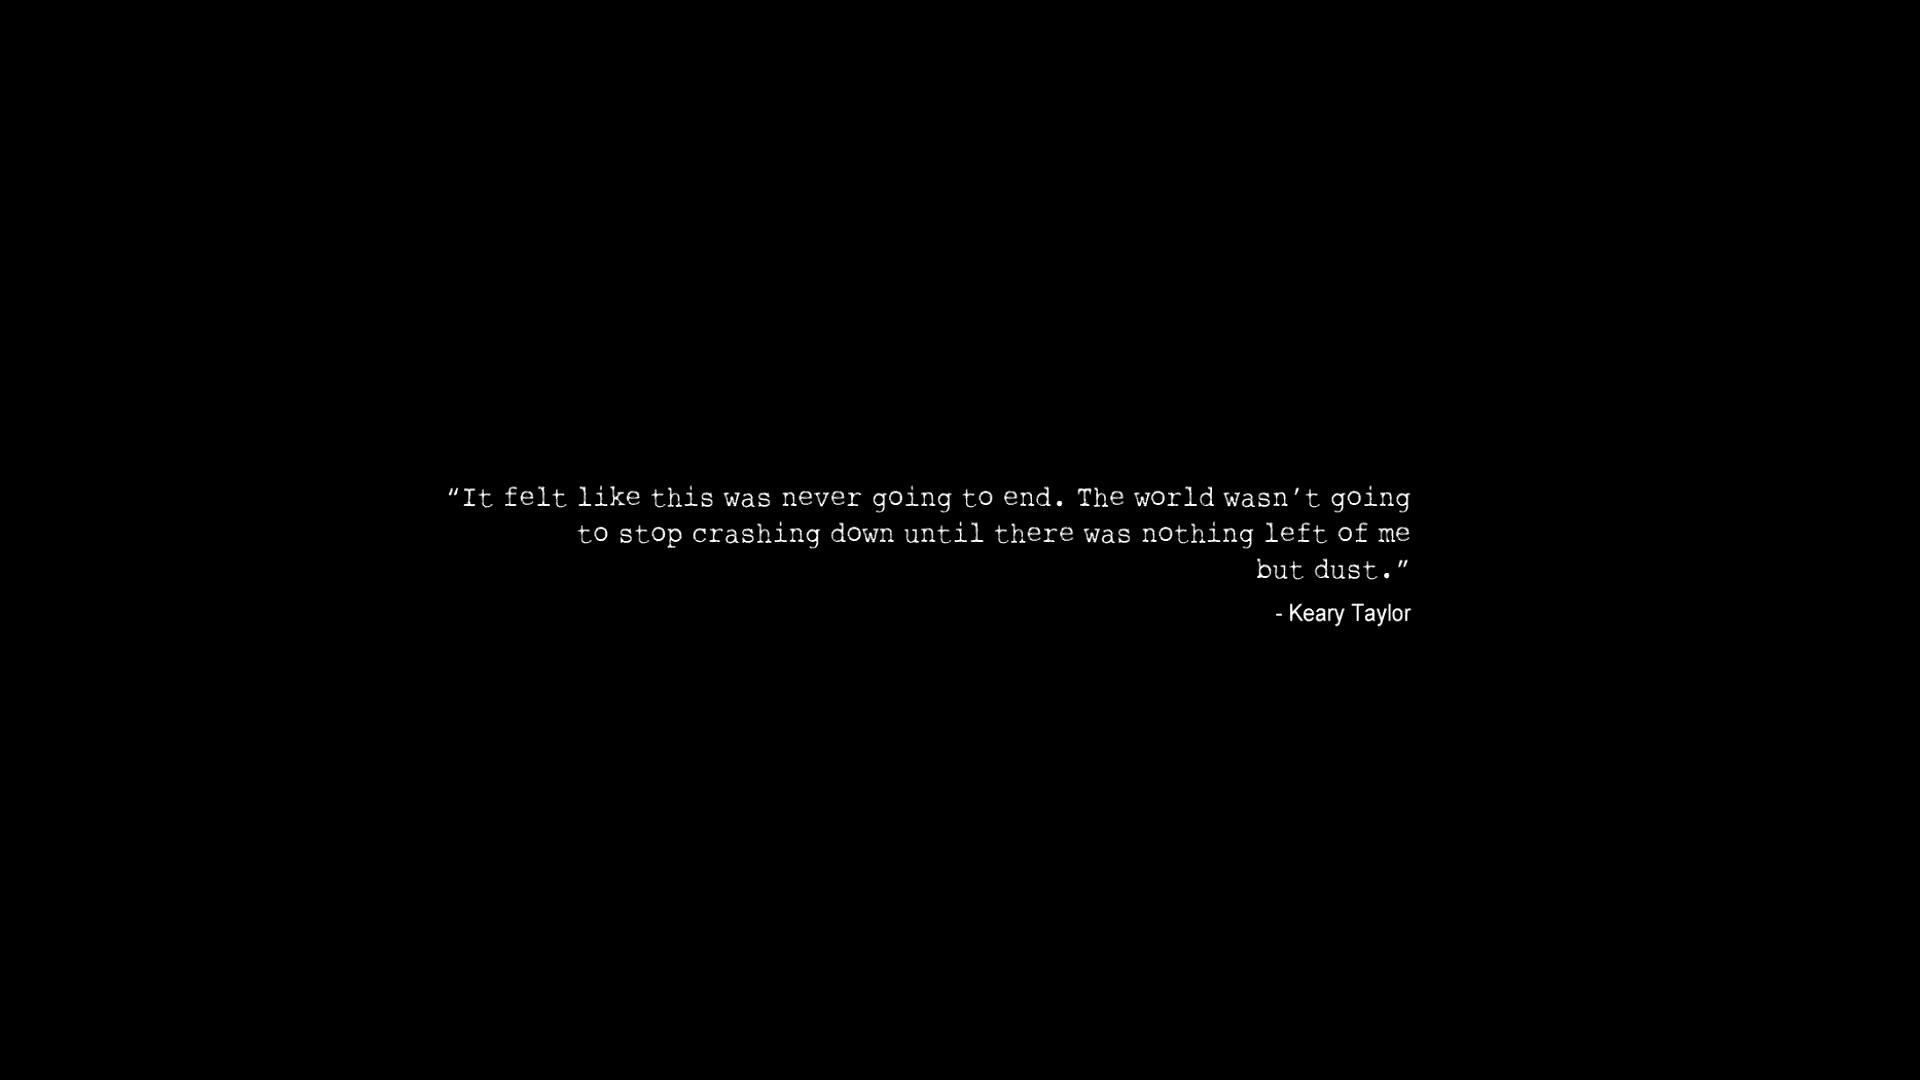 “It felt like this was never going to end. The world wasn’t going
to stop crashing down until there was nothing left of me
but dust.”
- Keary Taylor